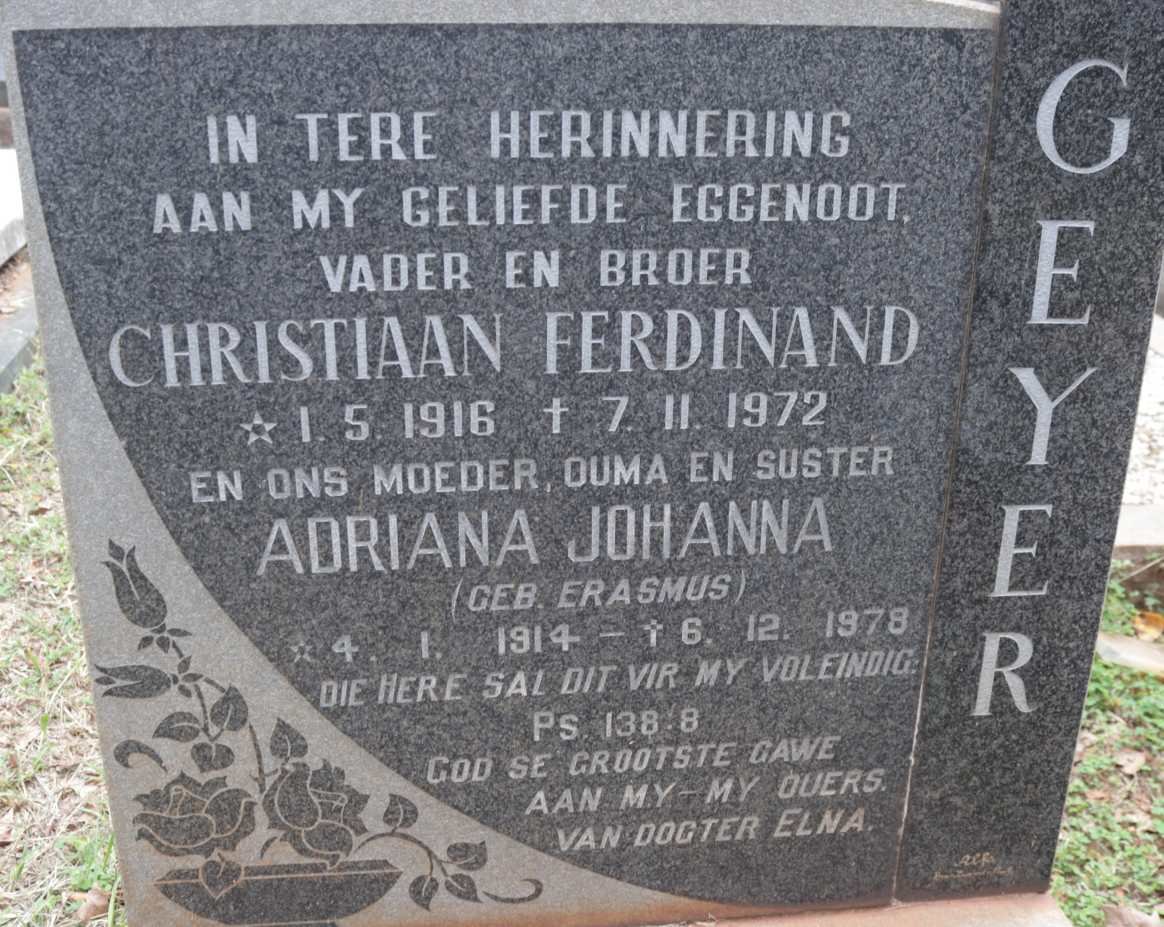 IN TERE HERINNERING
AAN MY GELIEFDE EGGENOOT,
VADER EN BROER
CHRISTIAAN FERDINAND
☆ 1. 5. 1916 † 7. 11. 1972
EN ONS MOEDER, OUMA EN SUSTER
ADRIANA JOHANNA
(GEB. ERASMUS)
☆ 4. 1. 1914 – † 6. 12. 1978
DIE HERE SAL DIT VIR MY VOLEINDIG.
PS. 138:8
GOD SE GROOTSTE GAWE
AAN MY–MY OUERS.
VAN DOGTER ELNA.
GEYER